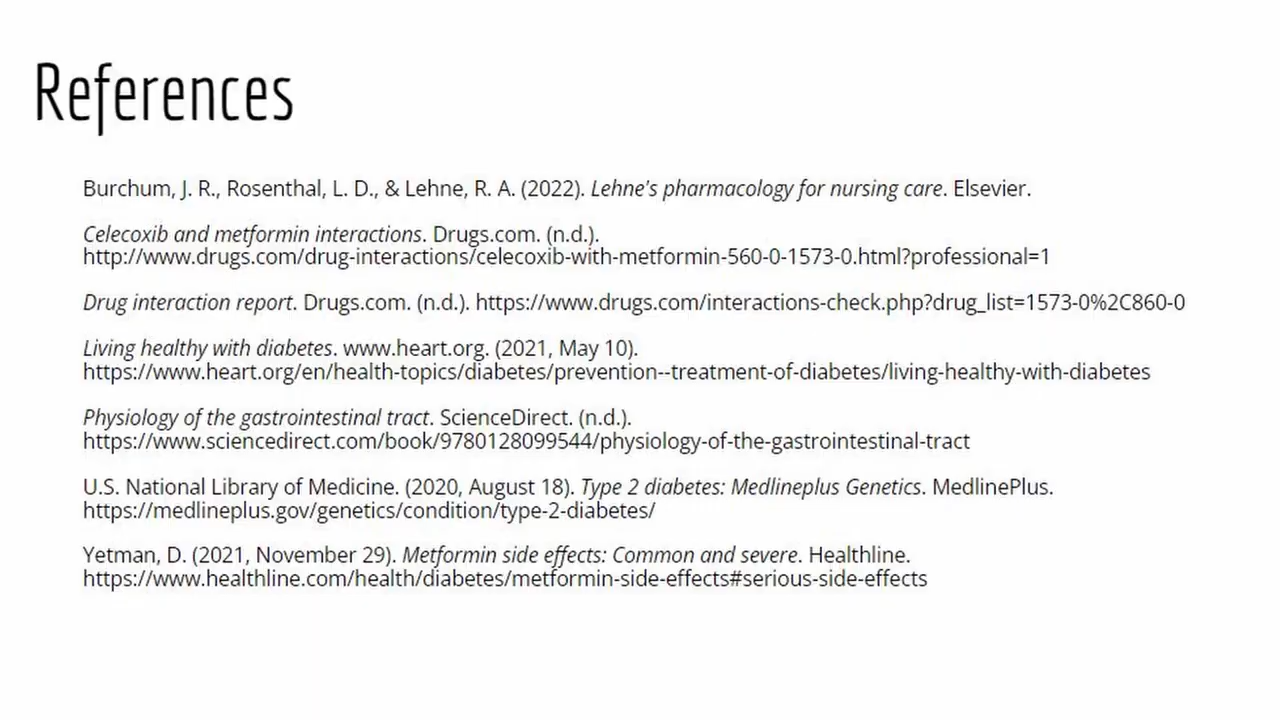 References
Burchum, J. R., Rosenthal, L. D., & Lehne, R. A. (2022). Lehne's pharmacology for nursing care. Elsevier.
Celecoxib and metformin interactions. Drugs.com. (n.d.).
http://www.drugs.com/drug-interactions/celecoxib-with-metformin-560-0-1573-0.html?professional=1
Drug interaction report. Drugs.com. (n.d.). https://www.drugs.com/interactions-check.php?drug_list=1573-0%2C860-0
Living healthy with diabetes. www.heart.org. (2021, May 10).
https://www.heart.org/en/health-topics/diabetes/prevention--treatment-of-diabetes/living-healthy-with-diabetes
Physiology of the gastrointestinal tract. ScienceDirect. (n.d.).
https://www.sciencedirect.com/book/9780128099544/physiology-of-the-gastrointestinal-tract
U.S. National Library of Medicine. (2020, August 18). Type 2 diabetes: Medlineplus Genetics. MedlinePlus.
https://medlineplus.gov/genetics/condition/type-2-diabetes/
Yetman, D. (2021, November 29). Metformin side effects: Common and severe. Healthline.
https://www.healthline.com/health/diabetes/metformin-side-effects#serious-side-effects